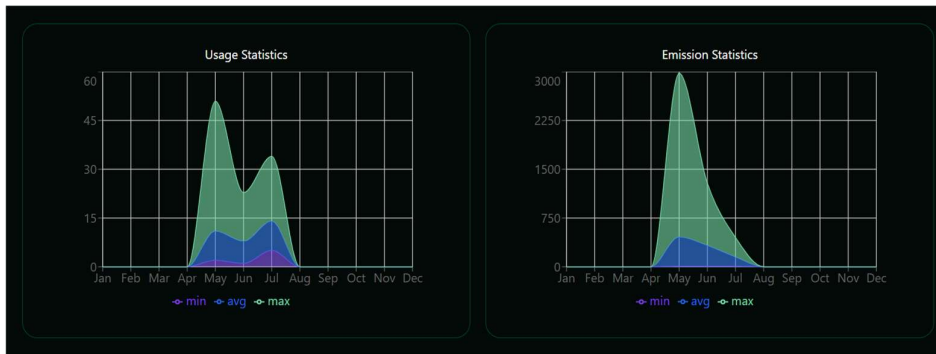 Usage Statistics
60
45
30
15
0
Jan Feb Mar Apr May Jun Jul Aug Sep Oct Nov Dec
min avg max
Emission Statistics
3000
2250
1500
750
0
Jan Feb Mar Apr May Jun Jul Aug Sep Oct Nov Dec
min avg max